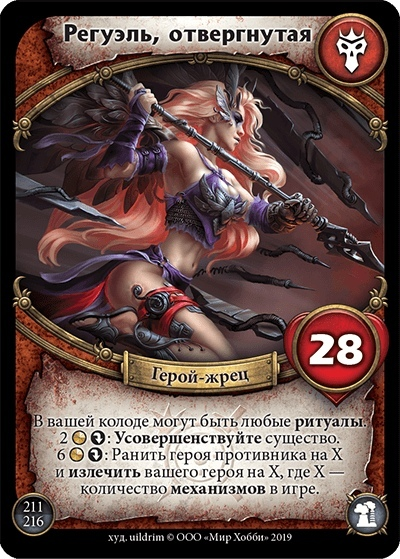 Регуэль, отвергнутая
28
Герой-жрец
В вашей колоде могут быть любые ритуалы.
2 : Усовершенствуйте существо.
6 : Ранить героя противника на X
и излечить вашего героя на X, где X —
количество механизмов в игре.
211
216
худ. uildrim © ООО «Мир Хобби» 2019